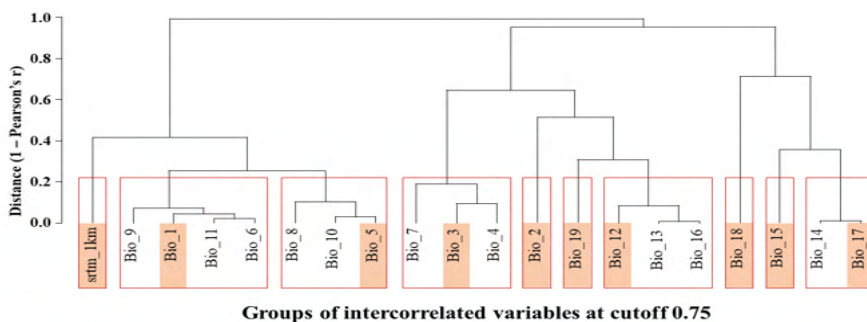 Distance (1 – Pearson's r)
1.0
0.8
0.6
0.4
0.2
0.0
srtm_1km
Bio_9
Bio_1
Bio_11
Bio_6
Bio_8
Bio_10
Bio_5
Bio_7
Bio_3
Bio_4
Bio_2
Bio_19
Bio_12
Bio_13
Bio_16
Bio_18
Bio_15
Bio_14
Bio_17
Groups of intercorrelated variables at cutoff 0.75